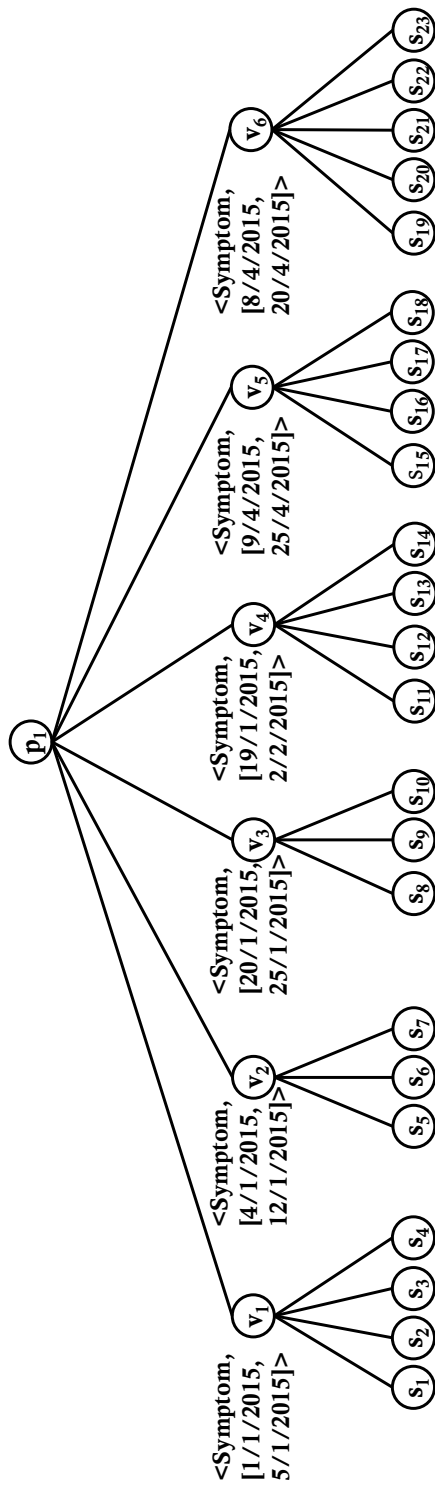 p1
<Symptom,
[1/1/2015,
5/1/2015]>
v1
<Symptom,
[4/1/2015,
12/1/2015]>
v2
<Symptom,
[20/1/2015,
25/1/2015]>
v3
<Symptom,
[19/1/2015,
2/2/2015]>
v4
<Symptom,
[9/4/2015,
25/4/2015]>
v5
<Symptom,
[8/4/2015,
20/4/2015]>
v6
s1 s2 s3 s4 s5 s6 s7 s8 s9 s10 s11 s12 s13 s14 s15 s16 s17 s18 s19 s20 s21 s22 s23